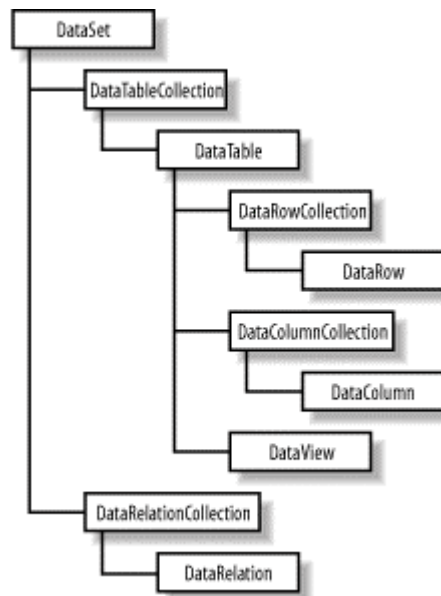 DataSet
DataTableCollection
DataTable
DataRowCollection
DataRow
DataColumnCollection
DataColumn
DataView
DataRelationCollection
DataRelation